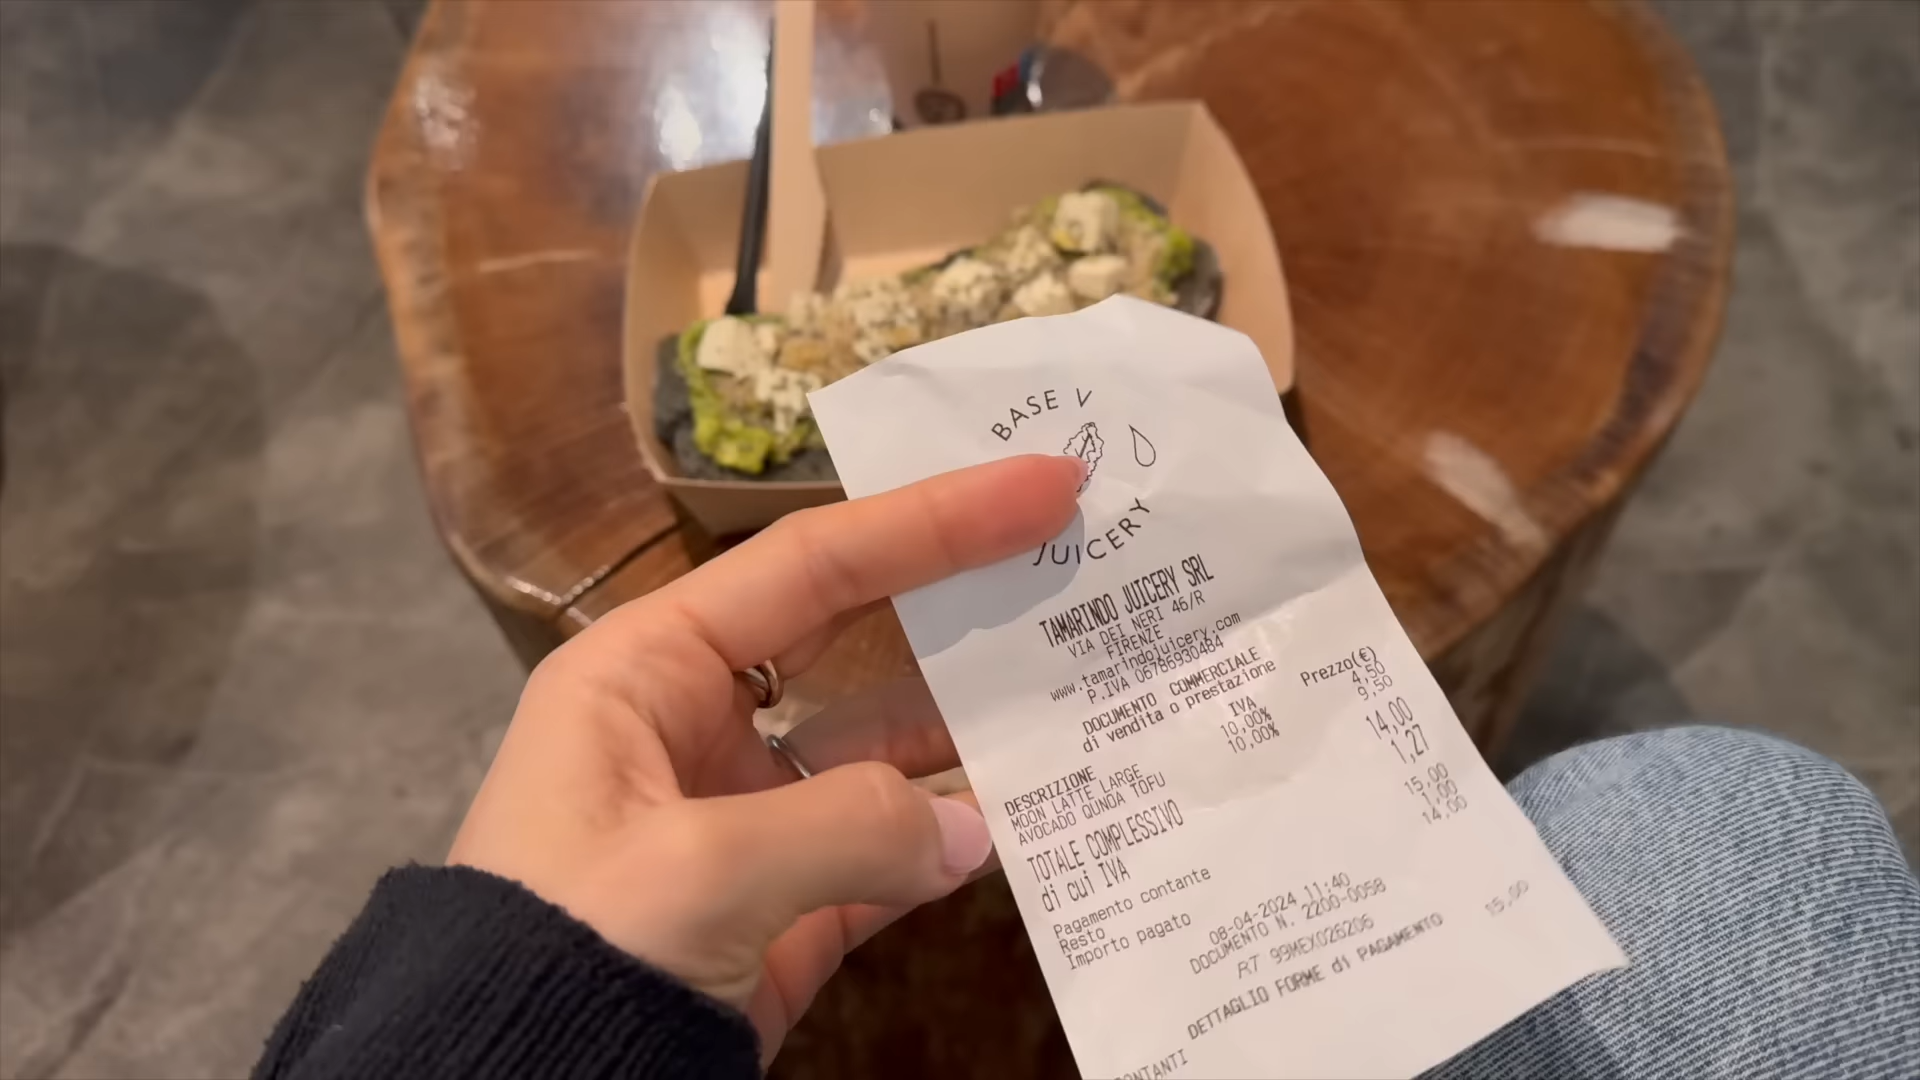 BASE V
JUICERY
TAMARINDO JUICERY SRL
VIA DEI NERI 46/R
FIRENZE
www.tamarindojuicery.com
P.IVA 06786930484
DOCUMENTO COMMERCIALE
di vendita o prestazione
DESCRIZIONE IVA Prezzo(€)
MOON LATTE LARGE 10,00% 4,50
AVOCADO QUNOA TOFU 10,00% 9,50
TOTALE COMPLESSIVO 14,00
di cui IVA 1,27
Pagamento contante 15,00
Resto 1,00
Importo pagato 14,00
08-04-2024 11:40
DOCUMENTO N. 2200-0058
RT 99MEX026206
DETTAGLIO FORME di PAGAMENTO
ONTANTI 15,00